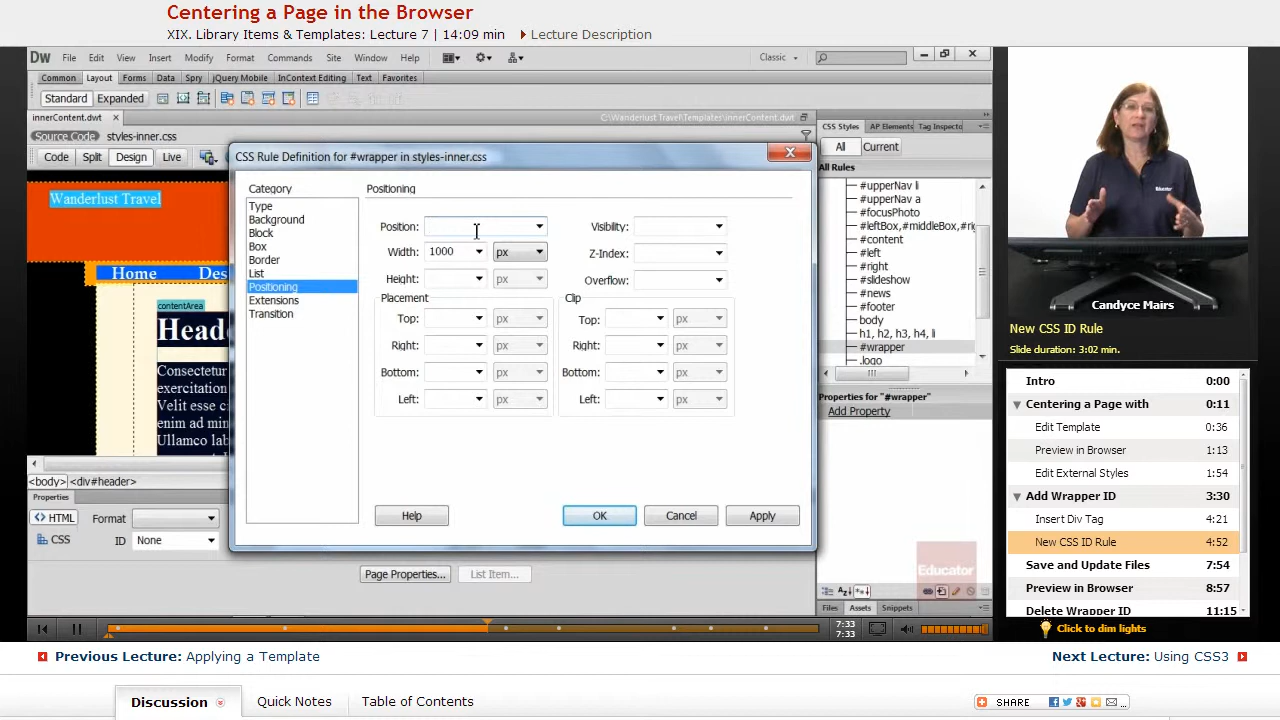 Centering a Page in the Browser
XIX. Library Items & Templates: Lecture 7 | 14:09 min Lecture Description
DW File Edit View Insert Modify Format Commands Site Window Help Classic
Common Layout Forms Data Spry jQuery Mobile InContext Editing Text Favorites
Standard Expanded
innerContent.dwt C:\Wanderlust Travel\Templates\innerContent.dwt
Source Code styles-inner.css
Code Split Design Live
Wanderlust Travel
Home Des
contentArea
Heade
Consectetur
exercitation
Velit esse c
enim ad min
Ullamco lab
<body> <div#header>
Properties
HTML Format
CSS ID None
Page Properties... List Item...
CSS Rule Definition for #wrapper in styles-inner.css
Category
Type
Background
Block
Box
Border
List
Positioning
Extensions
Transition
Positioning
Position: Visibility:
Width: 1000 px Z-Index:
Height: px Overflow:
Placement Clip
Top: px Top: px
Right: px Right: px
Bottom: px Bottom: px
Left: px Left: px
Help OK Cancel Apply
CSS Styles AP Elements Tag Inspecto
All Current
All Rules
#upperNav li
#upperNav a
#focusPhoto
#leftBox,#middleBox,#rig
#content
#left
#right
#slideshow
#news
#footer
body
h1, h2, h3, h4, li
#wrapper
.logo
Properties for "#wrapper"
Add Property
Educator
Files Assets Snippets
7:33
7:33
Educator
Candyce Mairs
New CSS ID Rule
Slide duration: 3:02 min.
Intro 0:00
Centering a Page with 0:11
Edit Template 0:36
Preview in Browser 1:13
Edit External Styles 1:54
Add Wrapper ID 3:30
Insert Div Tag 4:21
New CSS ID Rule 4:52
Save and Update Files 7:54
Preview in Browser 8:57
Delete Wrapper ID 11:15
Click to dim lights
Previous Lecture: Applying a Template
Next Lecture: Using CSS3
Discussion Quick Notes Table of Contents
SHARE